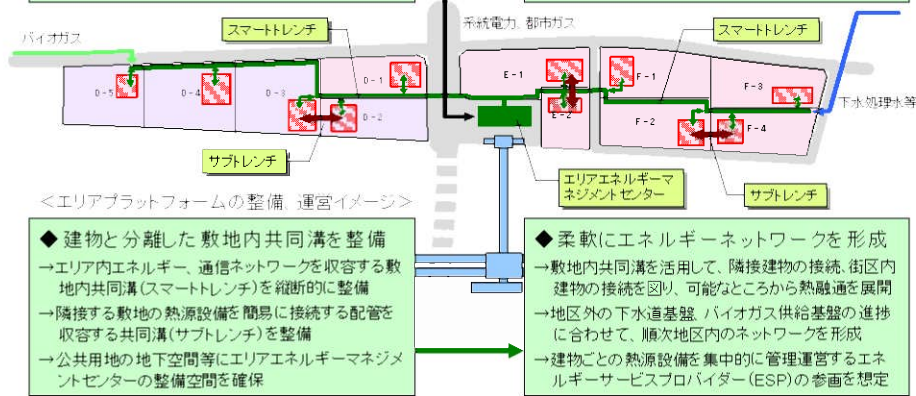 系統電力、都市ガス
バイオガス
スマートトレンチ
スマートトレンチ
D-5
D-4
D-3
D-1
D-2
E-1
E-2
F-1
F-2
F-3
F-4
下水処理水等
サブトレンチ
エリアエネルギーマ
ネジメントセンター
サブトレンチ
<エリアプラットフォームの整備、運営イメージ>
◆建物と分離した敷地内共同溝を整備
→エリア内エネルギー、通信ネットワークを収容する敷
地内共同溝(スマートトレンチ)を縦断的に整備
→隣接する敷地の熱源設備を簡易に接続する配管を
収容する共同溝(サブトレンチ)を整備
→公共用地の地下空間等にエリアエネルギーマネジメ
ントセンターの整備空間を確保
◆柔軟にエネルギーネットワークを形成
→敷地内共同溝を活用して、隣接建物の接続、街区内
建物の接続を図り、可能なところから熱融通を展開
→地区外の下水道基盤、バイオガス供給基盤の進捗
に合わせて、順次地区内のネットワークを形成
→建物ごとの熱源設備を集中的に管理運営するエネ
ルギーサービスプロバイダー(ESP)の参画を想定